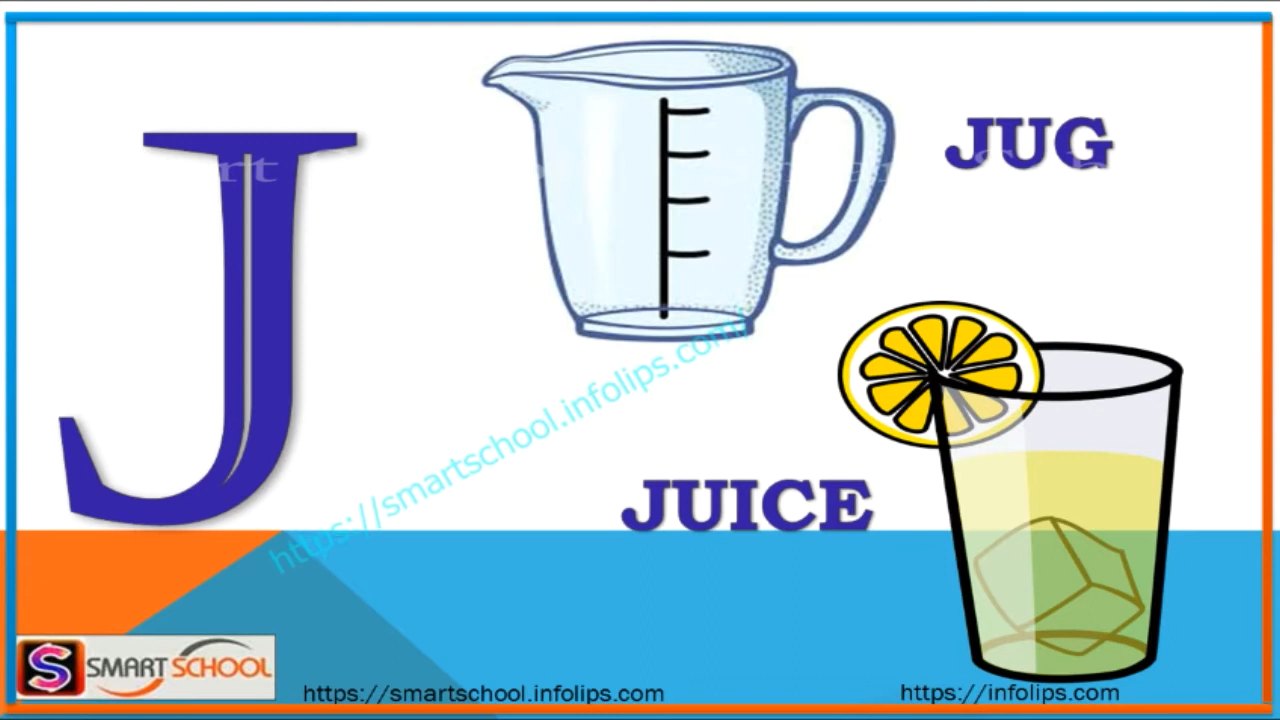 J
JUG
JUICE
https://smartschool.infolips.com/
SMART SCHOOL
https://smartschool.infolips.com
https://infolips.com